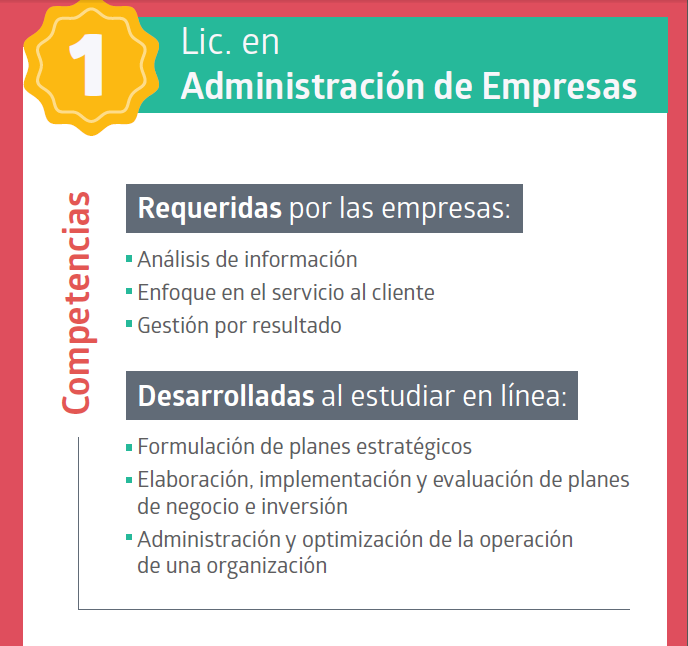 1
Lic. en
Administración de Empresas
Competencias
Requeridas por las empresas:
Análisis de información
Enfoque en el servicio al cliente
Gestión por resultado
Desarrolladas al estudiar en línea:
Formulación de planes estratégicos
Elaboración, implementación y evaluación de planes
de negocio e inversión
Administración y optimización de la operación
de una organización